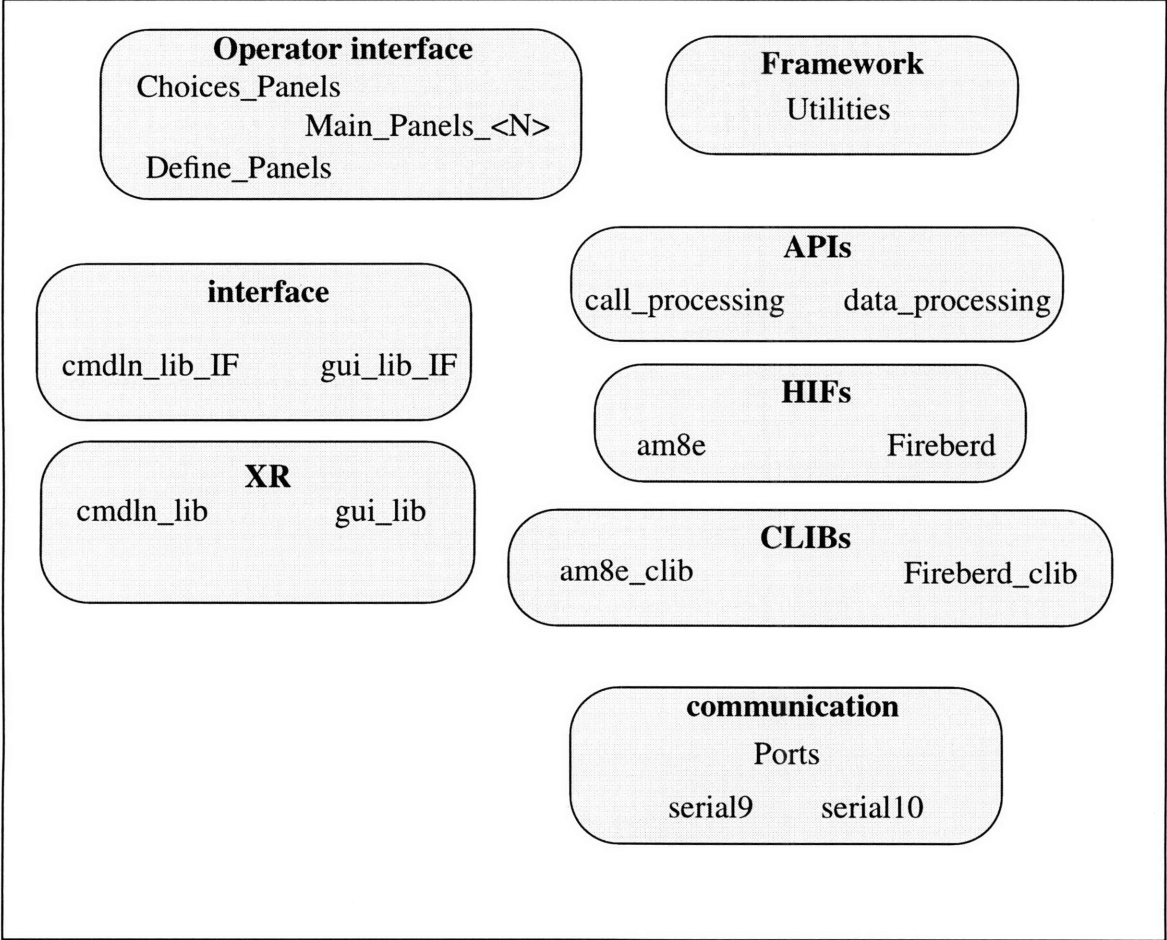 Operator interface
Choices_Panels
Main_Panels_<N>
Define_Panels
Framework
Utilities
interface
cmdln_lib_IF gui_lib_IF
XR
cmdln_lib gui_lib
APIs
call_processing data_processing
HIFs
am8e Fireberd
CLIBs
am8e_clib Fireberd_clib
communication
Ports
serial9 serial10